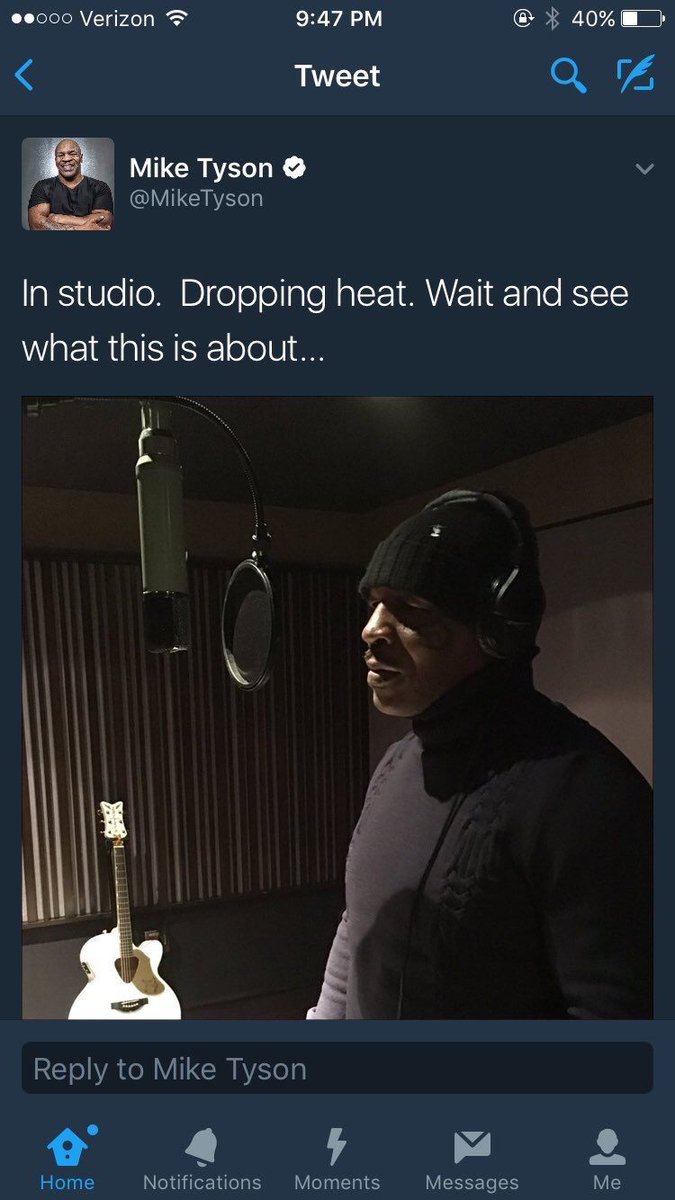 Verizon 9:47 PM 40%
Tweet
Mike Tyson
@MikeTyson
In studio.  Dropping heat. Wait and see
what this is about...
Reply to Mike Tyson
Home Notifications Moments Messages Me